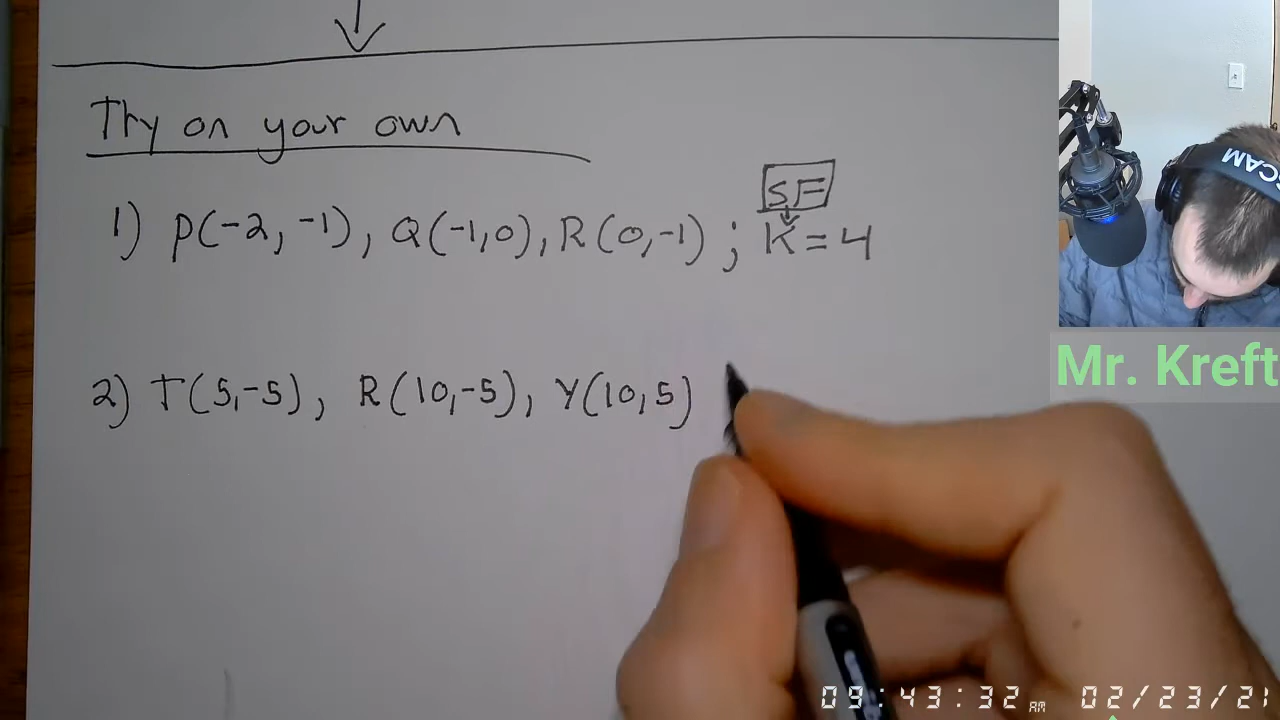 Try on your own
SF
1) P(-2, -1), Q(-1,0), R(0,-1) ; K=4
2) T(5,-5), R(10,-5), Y(10,5)
SCAM
Mr. Kreft
09:43:32 AM 02/23/21